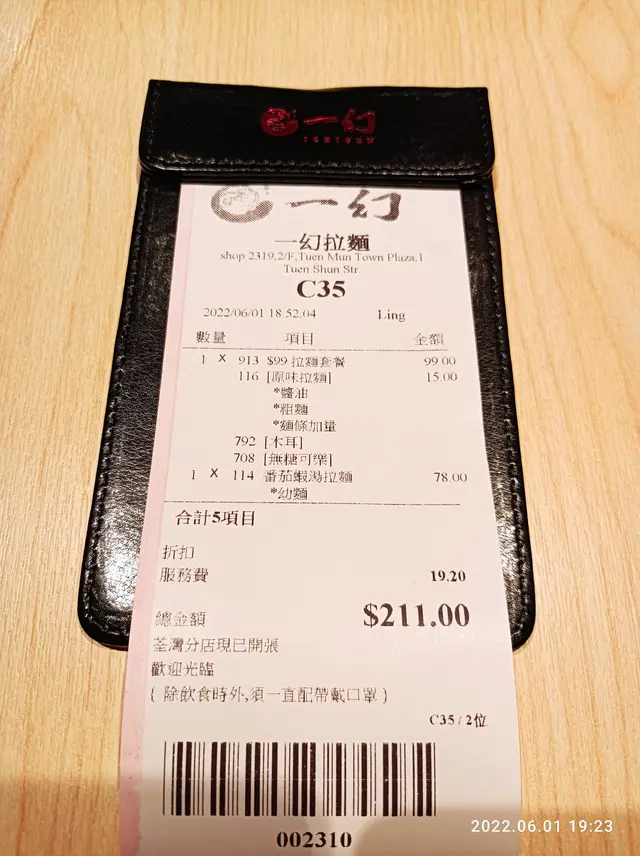 一幻
ICHIGEN
一幻
一幻拉麵
shop 2319,2/F,Tuen Mun Town Plaza,1
Tuen Shun Str.
C35
2022/06/01 18:52:04 Ling
數量 項目 金額
1 X 913 $99 拉麵套餐 99.00
116 [原味拉麵] 15.00
*醬油
*粗麵
*麵條加量
792 [木耳]
708 [無糖可樂]
1 X 114 番茄蝦湯拉麵 78.00
*幼麵
合計5項目
折扣
服務費 19.20
總金額 $211.00
荃灣分店現已開張
歡迎光臨
( 除飲食時外,須一直配帶戴口罩 )
C35 / 2位
002310
2022.06.01 19:23